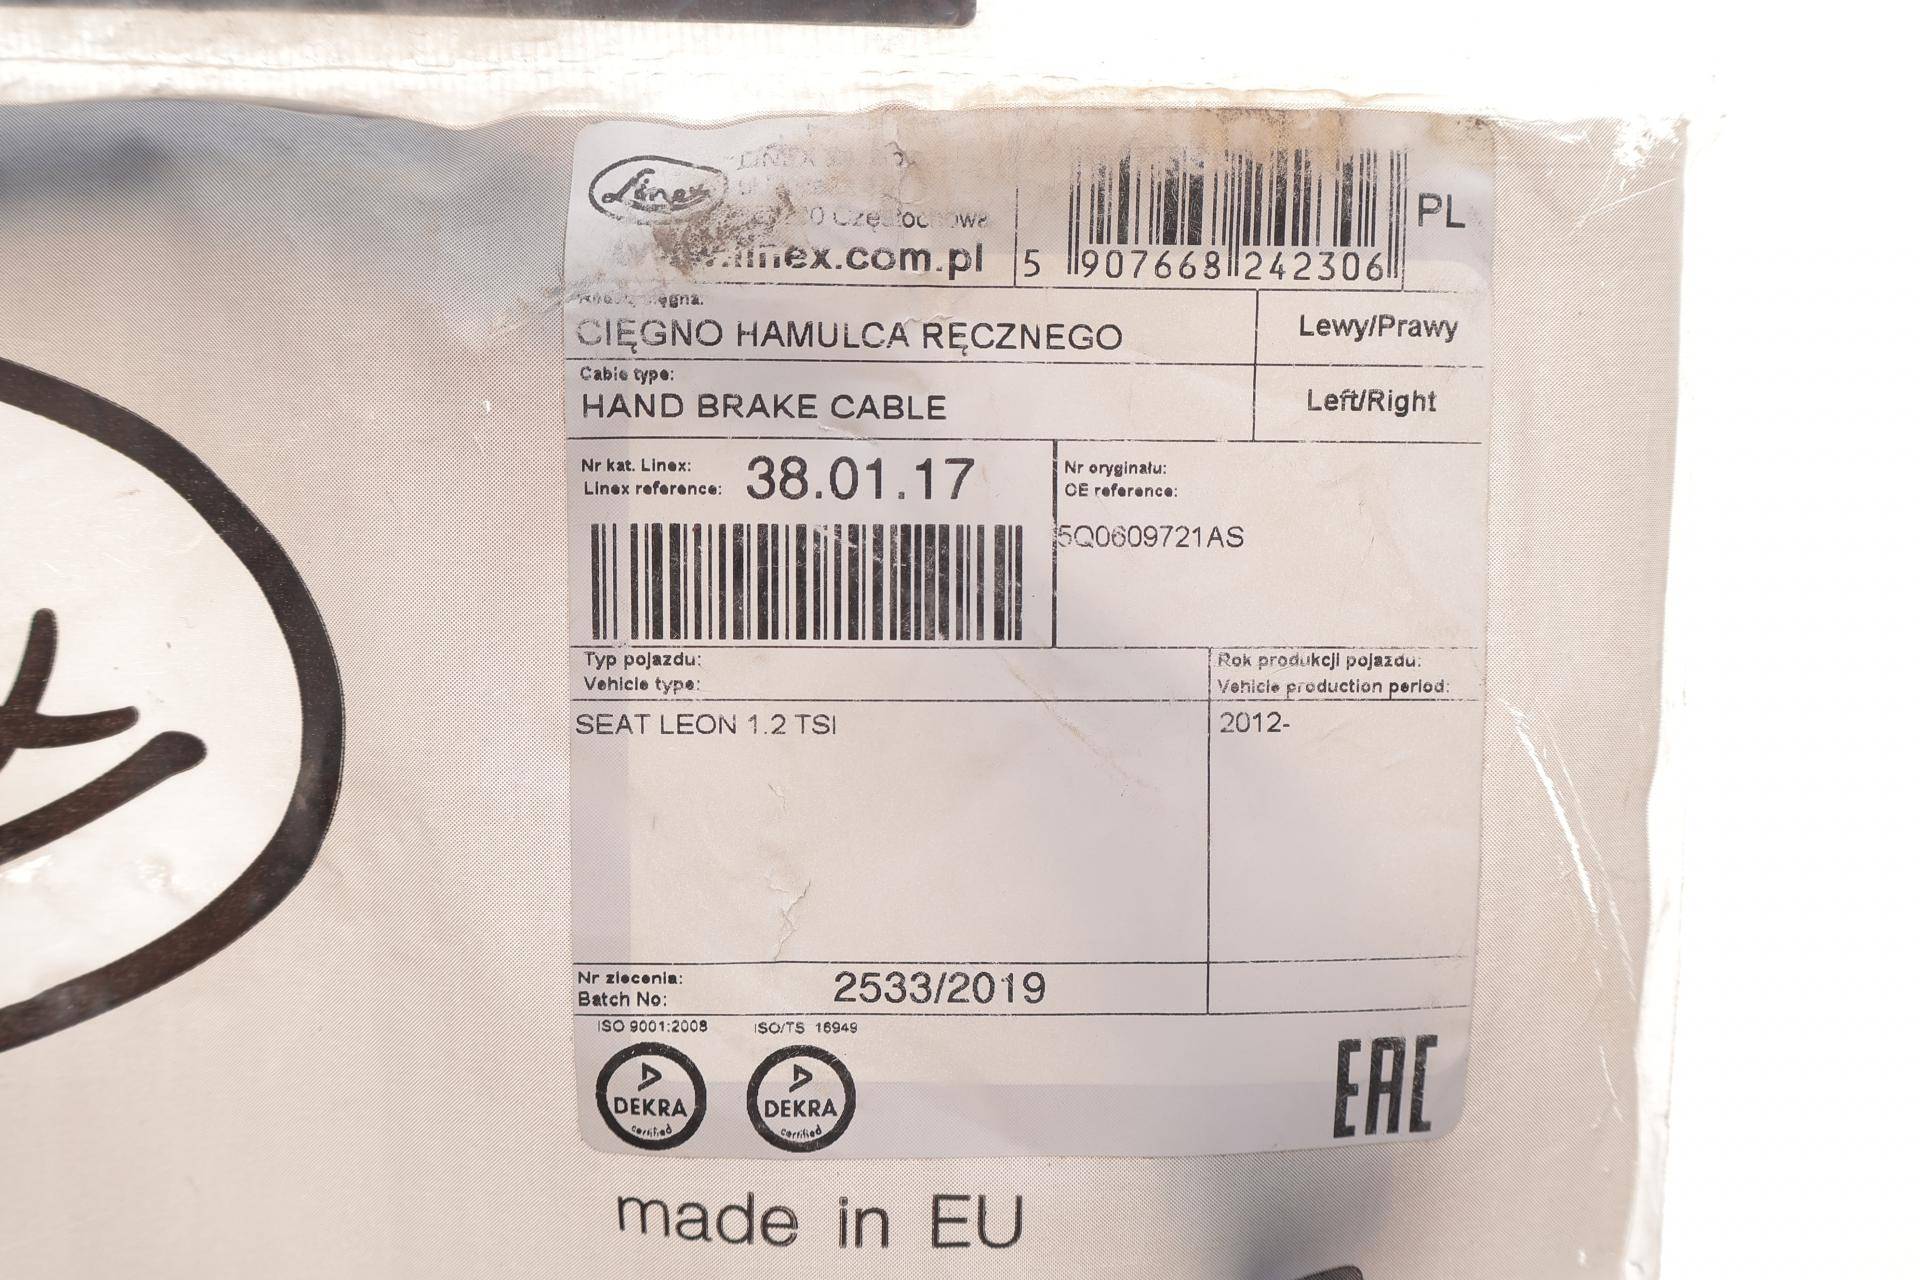 Linex
Częstochowa
linex.com.pl
5 907668 242306
PL
CIĘGNO HAMULCA RĘCZNEGO
Lewy/Prawy
Cable type:
HAND BRAKE CABLE
Left/Right
Nr kat. Linex:
Linex reference:
38.01.17
Nr oryginału:
OE reference:
5Q0609721AS
Typ pojazdu:
Vehicle type:
Rok produkcji pojazdu:
Vehicle production period:
SEAT LEON 1.2 TSI
2012-
Nr zlecenia:
Batch No:
2533/2019
ISO 9001:2008
ISO/TS 16949
DEKRA
certified
DEKRA
certified
EAC
made in EU